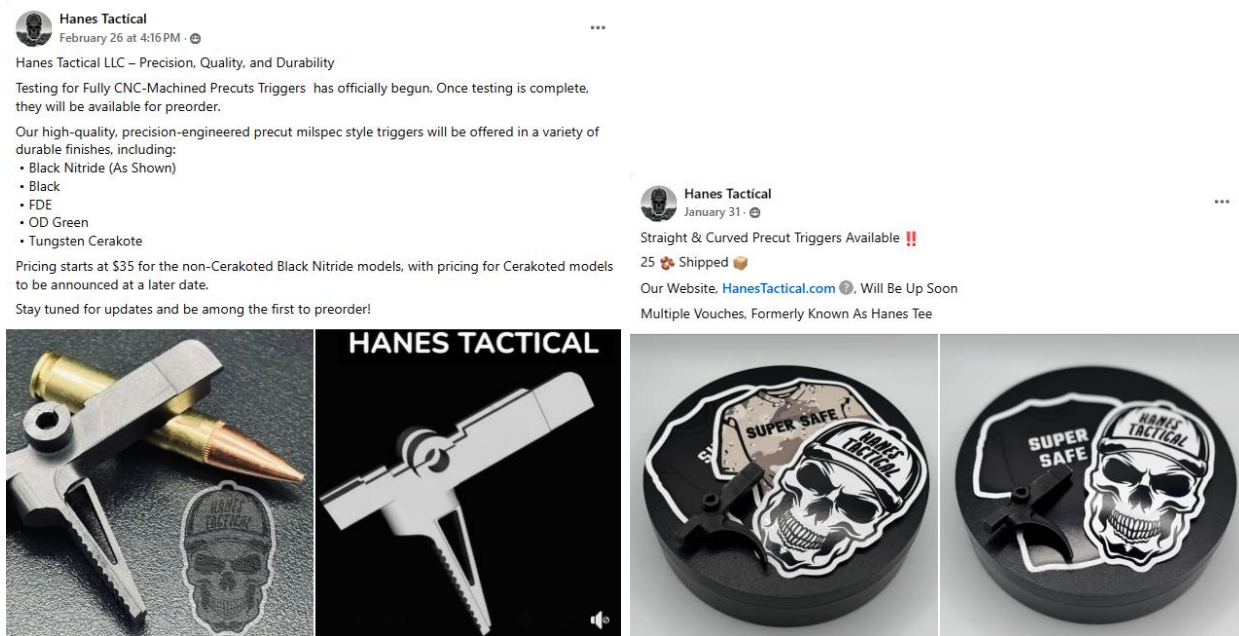 Hanes Tactícal
February 26 at 4:16 PM ·
Hanes Tactical LLC – Precision, Quality, and Durability
Testing for Fully CNC-Machined Precuts Triggers has officially begun. Once testing is complete,
they will be available for preorder.
Our high-quality, precision-engineered precut milspec style triggers will be offered in a variety of
durable finishes, including:
• Black Nitride (As Shown)
• Black
• FDE
• OD Green
• Tungsten Cerakote
Pricing starts at $35 for the non-Cerakoted Black Nitride models, with pricing for Cerakoted models
to be announced at a later date.
Stay tuned for updates and be among the first to preorder!
HANES
TACTICAL
HANES TACTICAL
Hanes Tactícal
January 31 ·
Straight & Curved Precut Triggers Available ‼️
25 🫘 Shipped 📦
Our Website, HanesTactical.com, Will Be Up Soon
Multiple Vouches, Formerly Known As Hanes Tee
SUPER SAFE
HANES
TACTICAL
SUPER
SAFE
HANES
TACTICAL